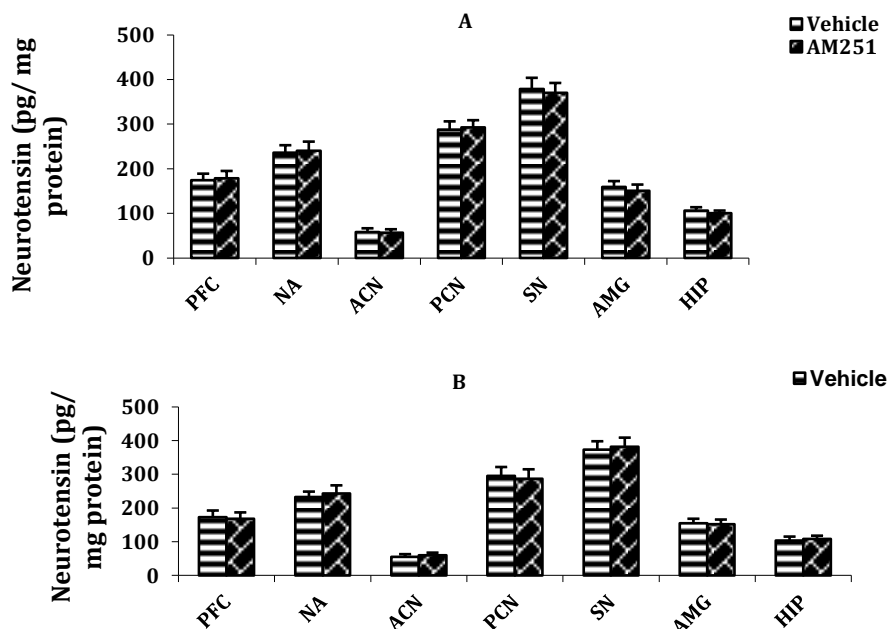 A
Vehicle
AM251
Neurotensin (pg/ mg
protein)
500
400
300
200
100
0
PFC
NA
ACN
PCN
SN
AMG
HIP
B
Vehicle
Neurotensin (pg/
mg protein)
500
400
300
200
100
0
PFC
NA
ACN
PCN
SN
AMG
HIP